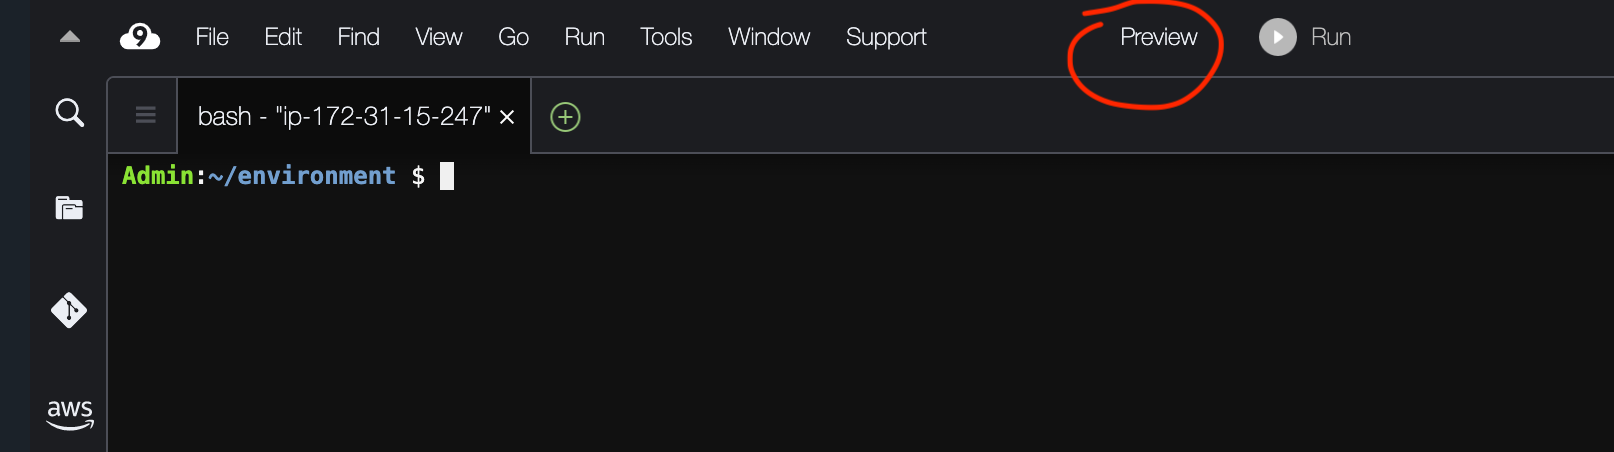 9 File Edit Find View Go Run Tools Window Support Preview Run
bash - "ip-172-31-15-247" ×
Admin:~/environment $
aws